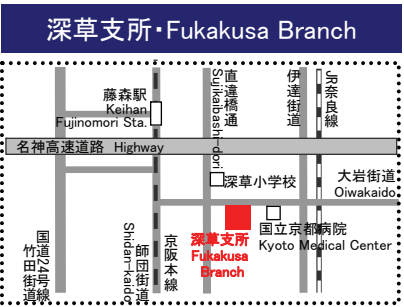 深草支所・Fukakusa Branch
藤森駅
Keihan
Fujinomori Sta.
直違橋通
Sujikaibashi-dori
伊達街道
JR奈良線
名神高速道路 Highway
深草小学校
大岩街道
Oiwakaido
深草支所
Fukakusa
Branch
国立京都病院
Kyoto Medical Center
国道24号線
竹田街道
Shidan-kaido
師団街道
京阪本線